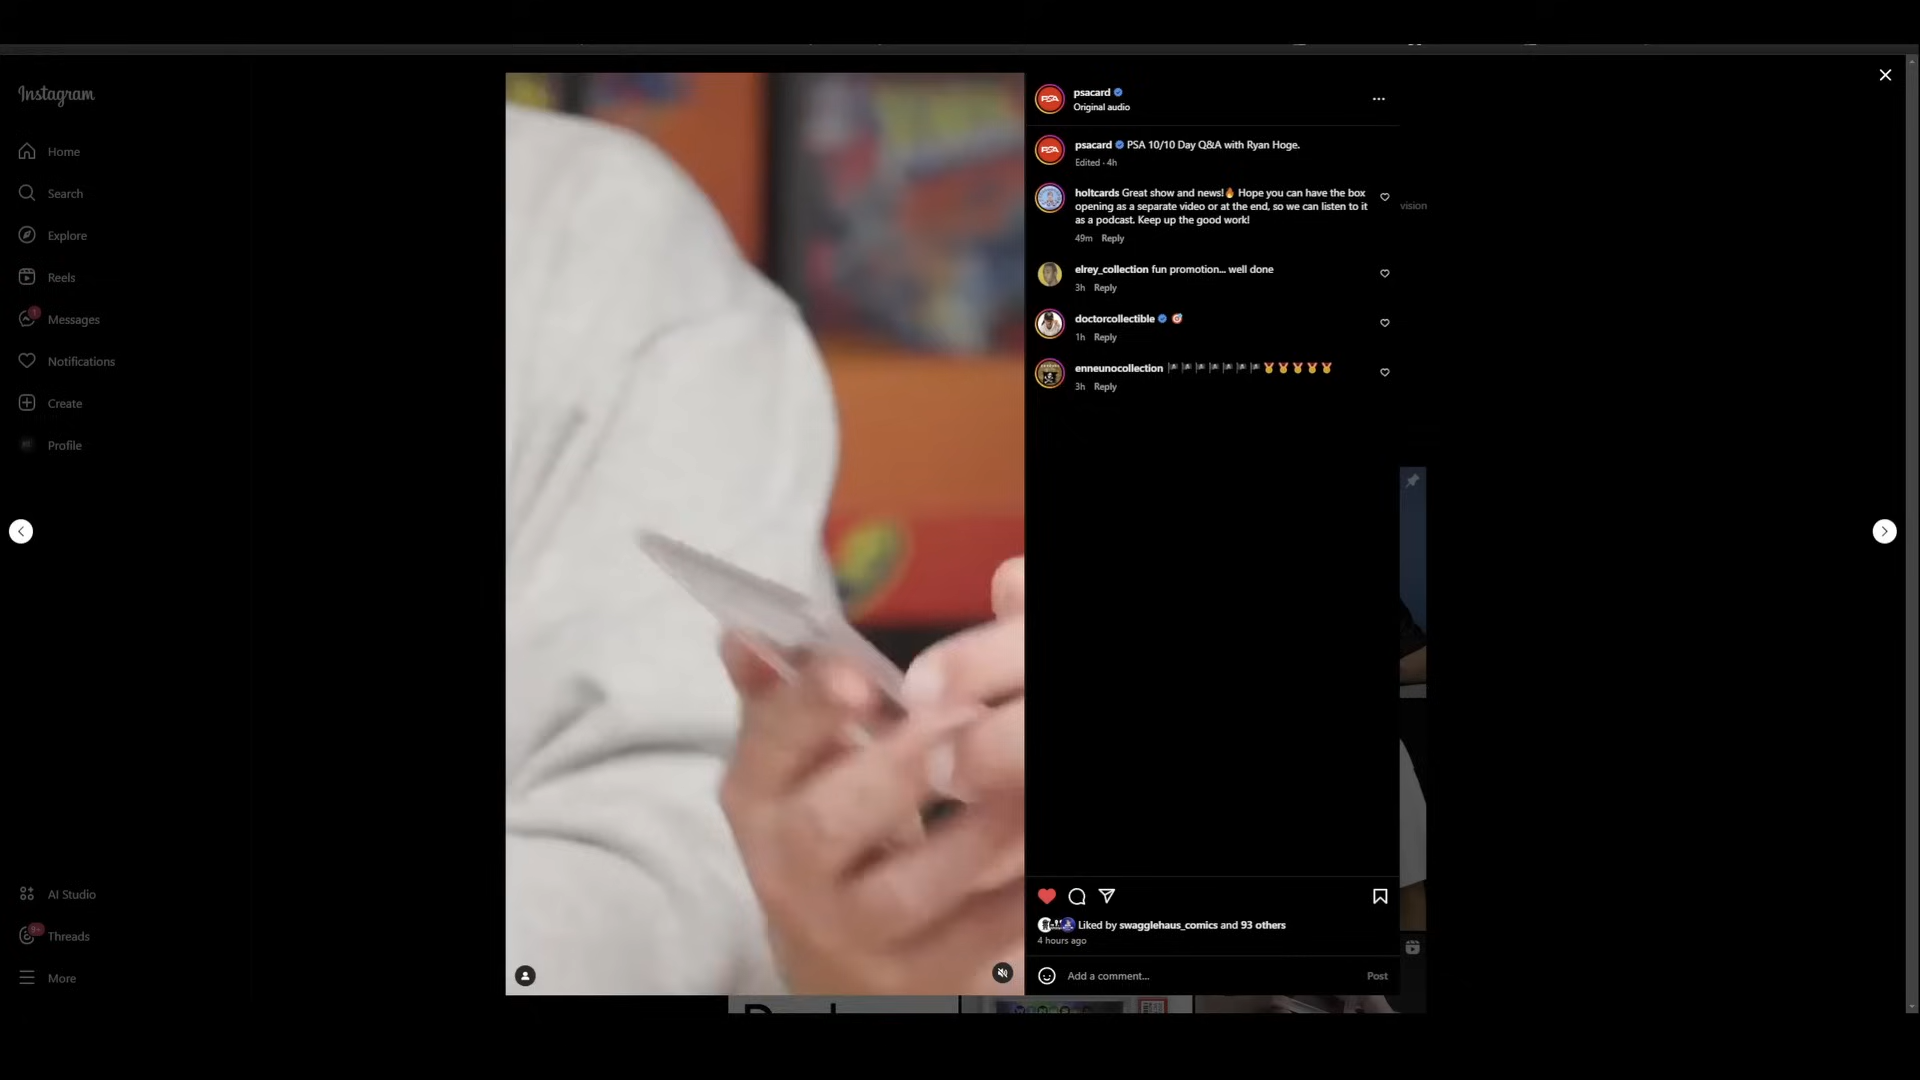 Instagram
Home
Search
Explore
Reels
1
Messages
Notifications
Create
Profile
AI Studio
9+
Threads
More
PSA
psacard
Original audio
PSA
psacard PSA 10/10 Day Q&A with Ryan Hoge.
Edited · 4h
holtcards Great show and news!🔥 Hope you can have the box
opening as a separate video or at the end, so we can listen to it
as a podcast. Keep up the good work!
49m Reply
elrey_collection fun promotion... well done
3h Reply
doctorcollectible 🎯
1h Reply
enneunocollection 🏴‍☠️🏴‍☠️🏴‍☠️🏴‍☠️🏴‍☠️🏴‍☠️🏴‍☠️🏅🏅🏅🏅🏅
3h Reply
vision
Liked by swagglehaus_comics and 93 others
4 hours ago
Add a comment...
Post